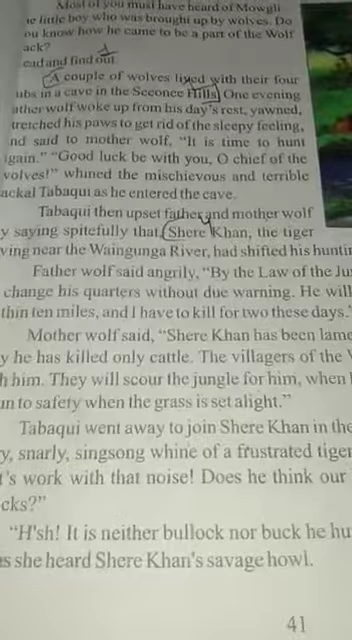 Most of you must have heard of Mowgli
le little boy who was brought up by wolves. Do
ou know how he came to be a part of the Wolf
ack?
ead and find out
A couple of wolves lived with their four
ubs in a cave in the Seeonee Hills. One evening
ather wolf woke up from his day's rest, yawned,
tretched his paws to get rid of the sleepy feeling,
nd said to mother wolf, "It is time to hunt
gain." "Good luck be with you, O chief of the
volves!" whined the mischievous and terrible
ackal Tabaqui as he entered the cave.
Tabaqui then upset father and mother wolf
y saying spitefully that Shere Khan, the tiger
ving near the Waingunga River, had shifted his huntin
Father wolf said angrily, "By the Law of the Ju
change his quarters without due warning. He will
thin ten miles, and I have to kill for two these days."
Mother wolf said, "Shere Khan has been lame
y he has killed only cattle. The villagers of the
h him. They will scour the jungle for him, when
un to safety when the grass is set alight."
Tabaqui went away to join Shere Khan in the
y, snarly, singsong whine of a frustrated tiger
t's work with that noise! Does he think our
cks?"
"H'sh! It is neither bullock nor buck he hu
as she heard Shere Khan's savage howl.
41